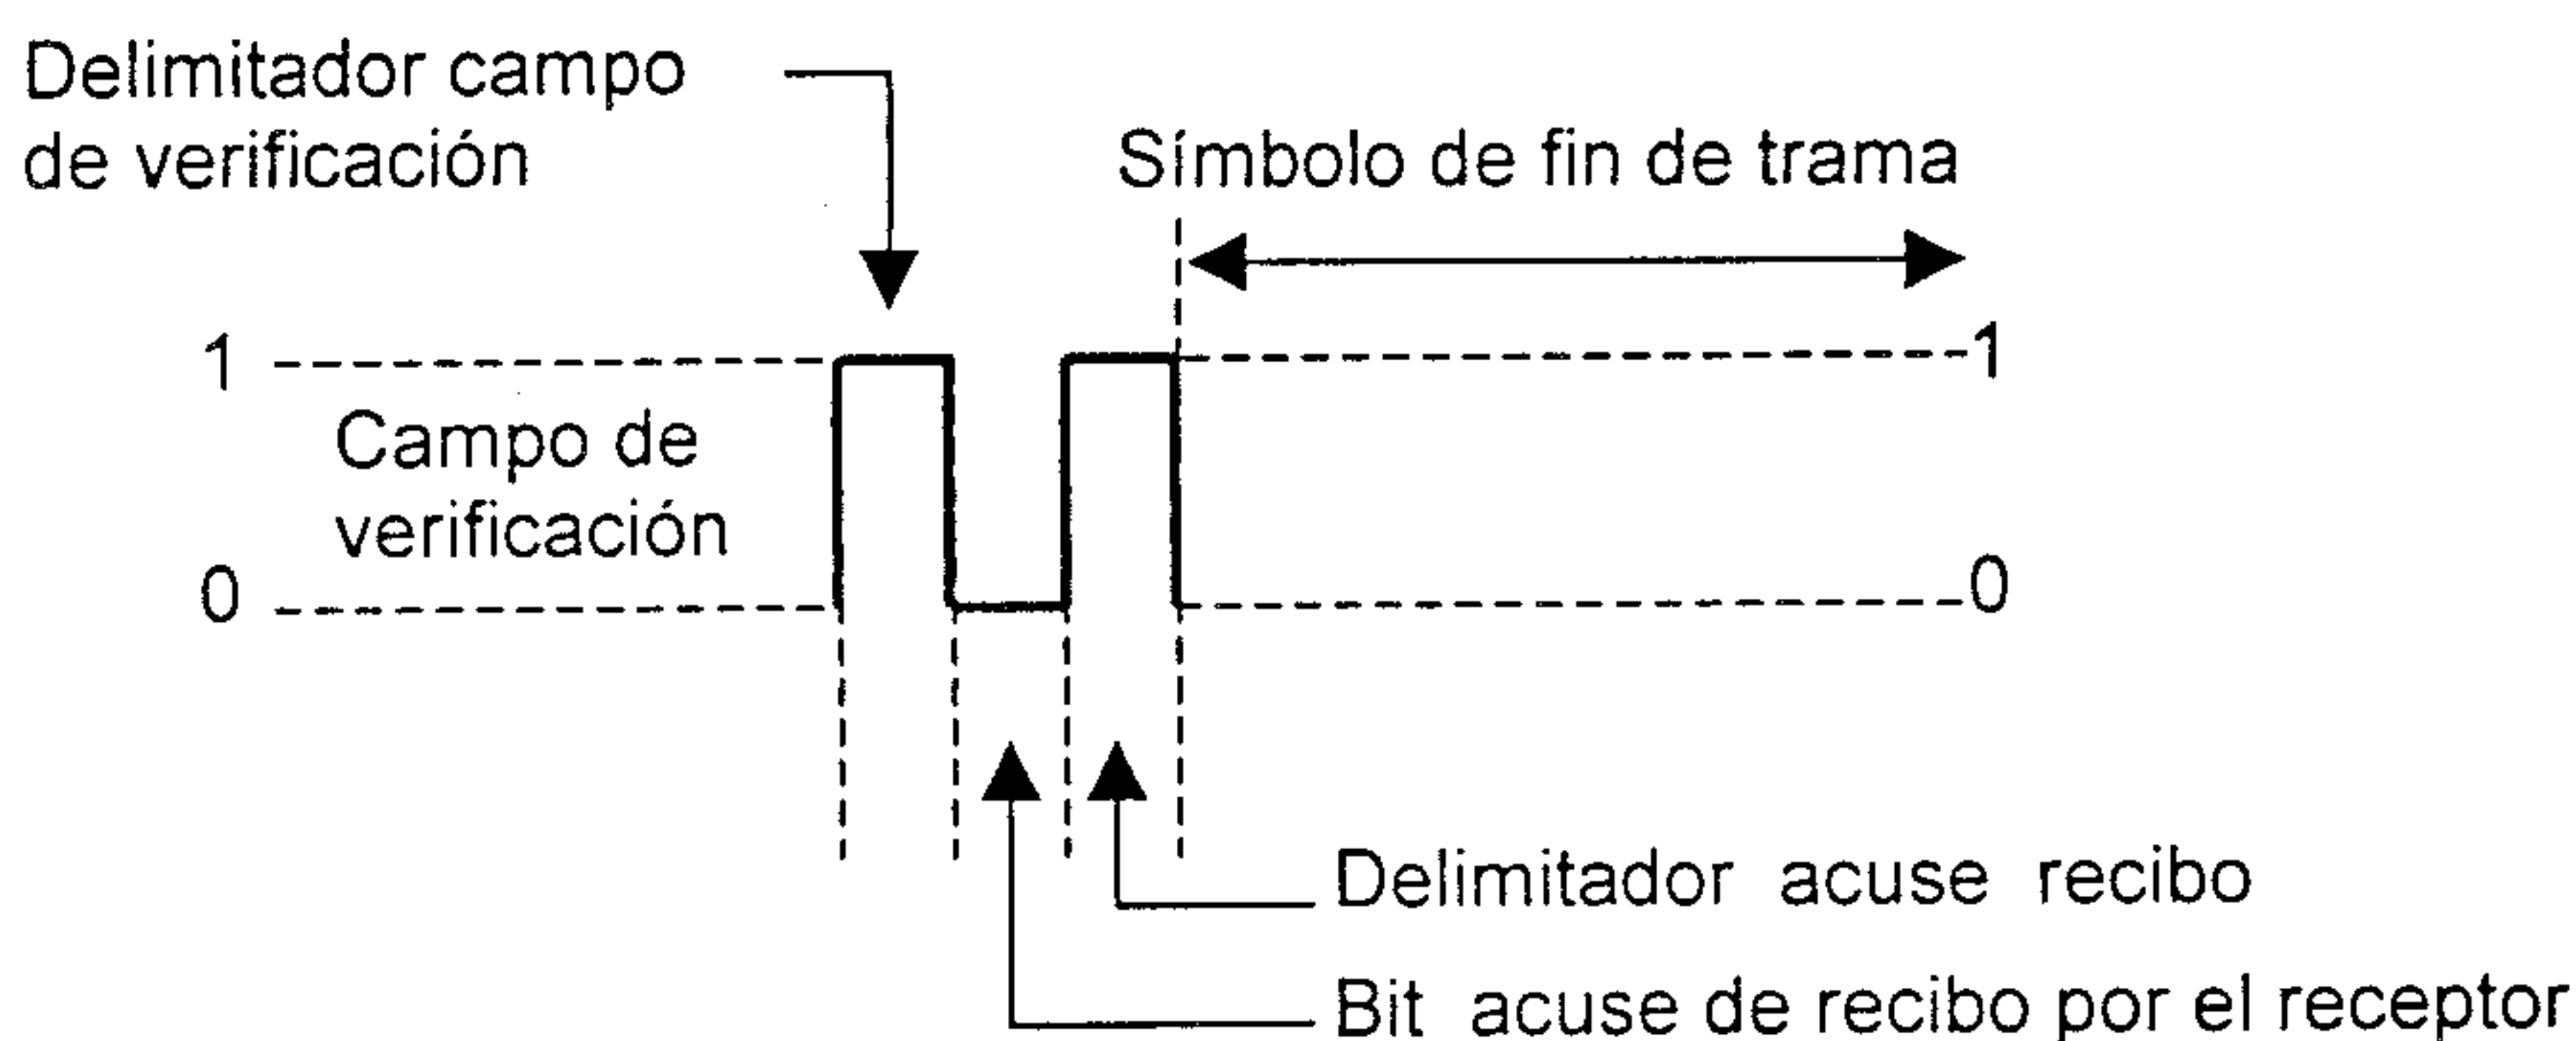 Delimitador campo
de verificación
Símbolo de fin de trama
1
1
Campo de
verificación
0
0
Delimitador acuse recibo
Bit acuse de recibo por el receptor